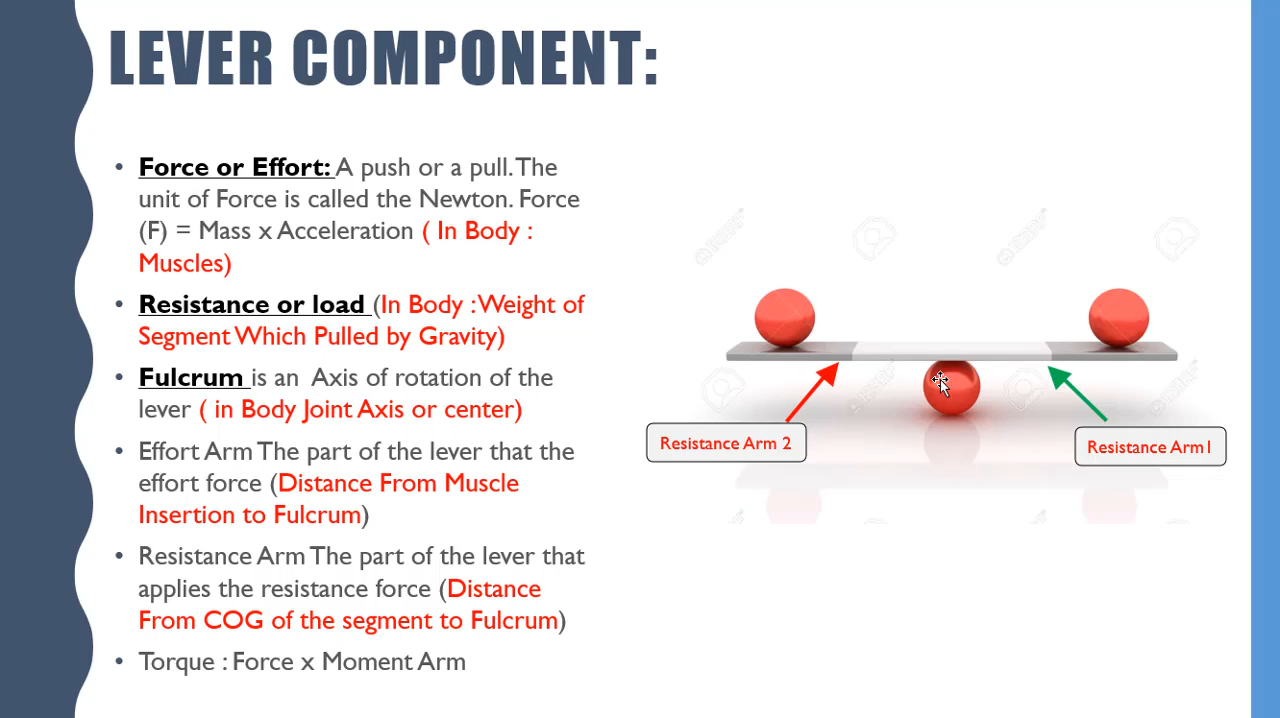 LEVER COMPONENT:
• Force or Effort: A push or a pull. The
unit of Force is called the Newton. Force
(F) = Mass x Acceleration ( In Body :
Muscles)
• Resistance or load (In Body : Weight of
Segment Which Pulled by Gravity)
• Fulcrum is an Axis of rotation of the
lever ( in Body Joint Axis or center)
• Effort Arm The part of the lever that the
effort force (Distance From Muscle
Insertion to Fulcrum)
• Resistance Arm The part of the lever that
applies the resistance force (Distance
From COG of the segment to Fulcrum)
• Torque : Force x Moment Arm
Resistance Arm 2
Resistance Arm1